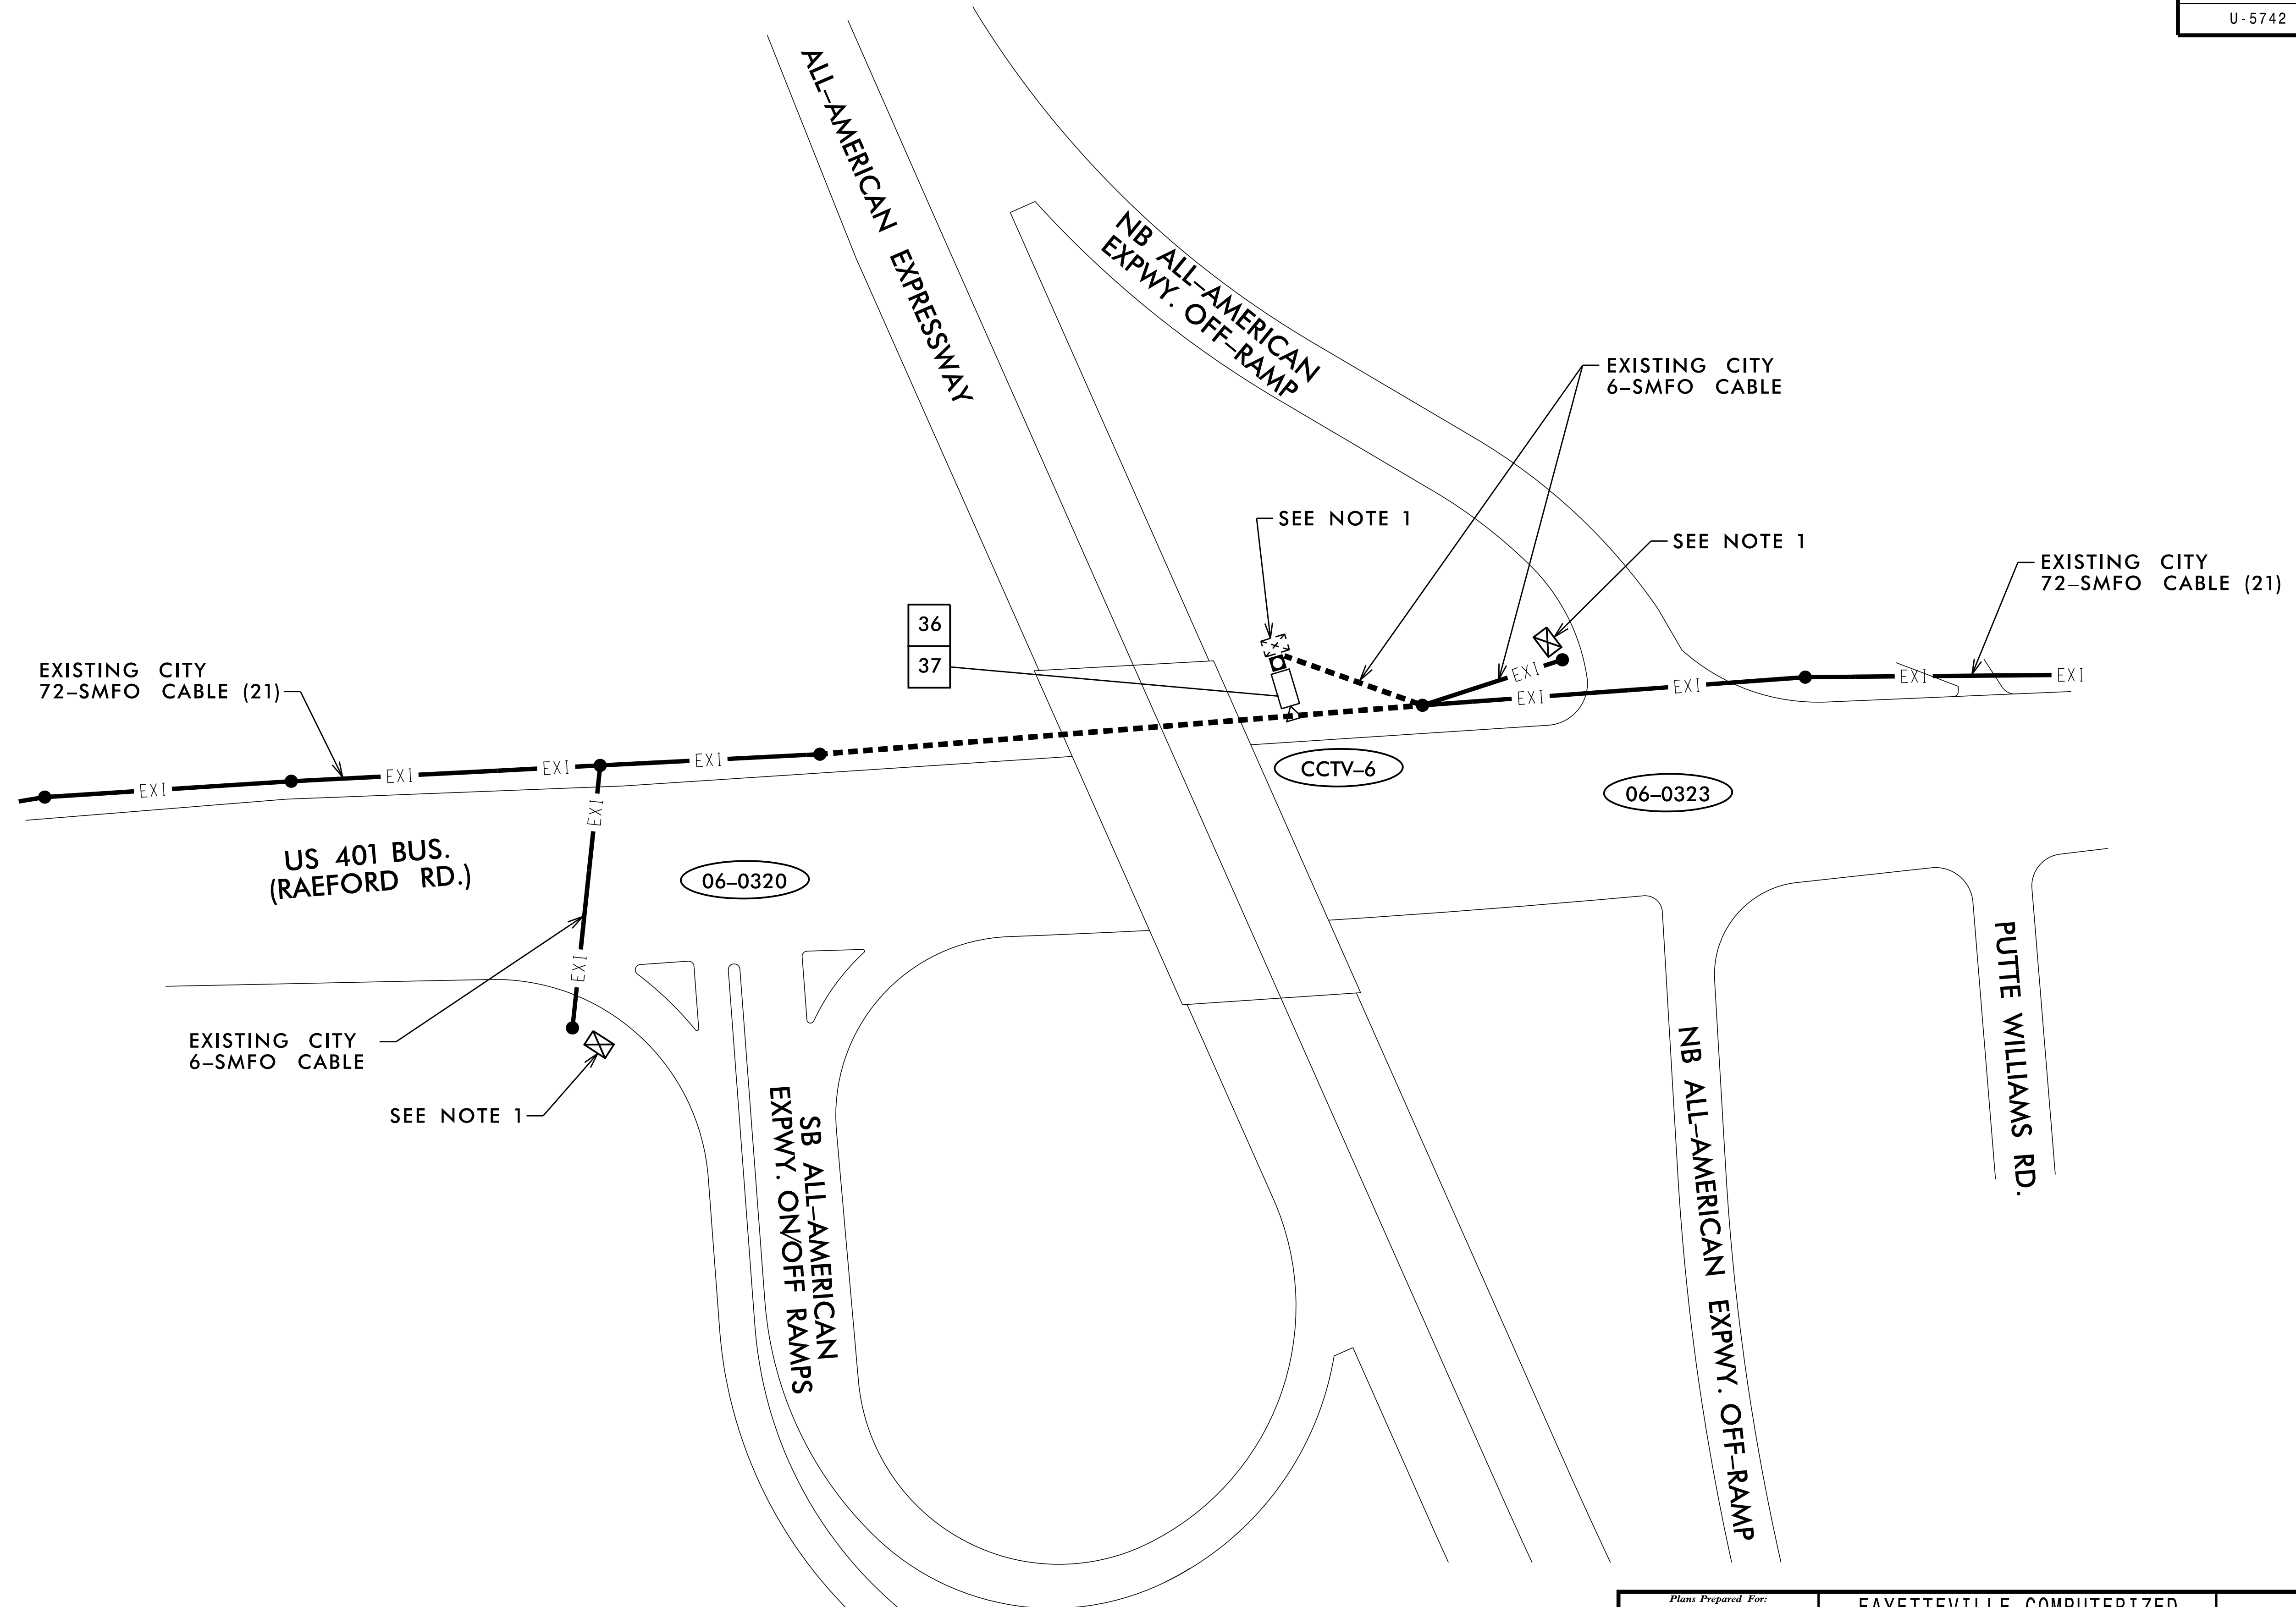 U-5742
ALL-AMERICAN EXPRESSWAY
NB ALL-AMERICAN
EXPWY. OFF-RAMP
EXISTING CITY
6-SMFO CABLE
SEE NOTE 1
SEE NOTE 1
EXISTING CITY
72-SMFO CABLE (21)
36
37
EXISTING CITY
72-SMFO CABLE (21)
EXI
EXI
EXI
EXI
EXI
EXI
EXI
EXI
EXI
EXI
EXI
CCTV-6
06-0323
US 401 BUS.
(RAEFORD RD.)
06-0320
EXISTING CITY
6-SMFO CABLE
SEE NOTE 1
SB ALL-AMERICAN
EXPWY. ON/OFF RAMPS
NB ALL-AMERICAN EXPWY. OFF-RAMP
PUTTE WILLIAMS RD.
Plans Prepared For:
FAYETTEVILLE COMPUTERIZED